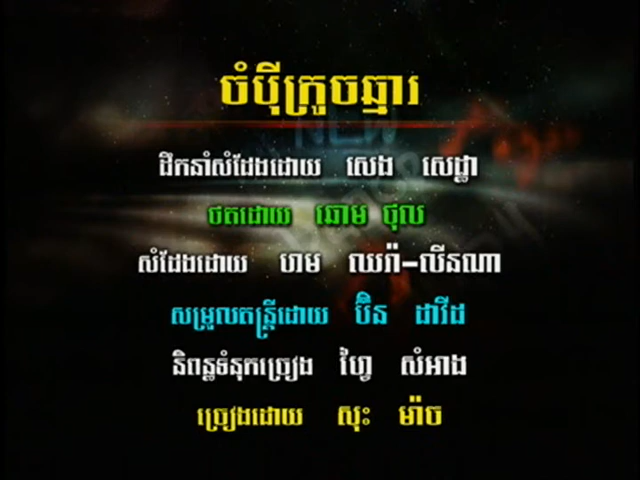 ចំប៉ីក្រូចឆ្មារ
ដឹកនាំសំដែងដោយ សេង សេដ្ឋា
ថតដោយ ឆោម ថុល
សំដែងដោយ ហម ឈរ៉ា-លីនណា
សម្រួលតន្ត្រីដោយ ប៊ិន ដាវីដ
និពន្ឋទំនុកច្រៀង ហ្វៃ សំអាង
ច្រៀងដោយ សុះ ម៉ាច